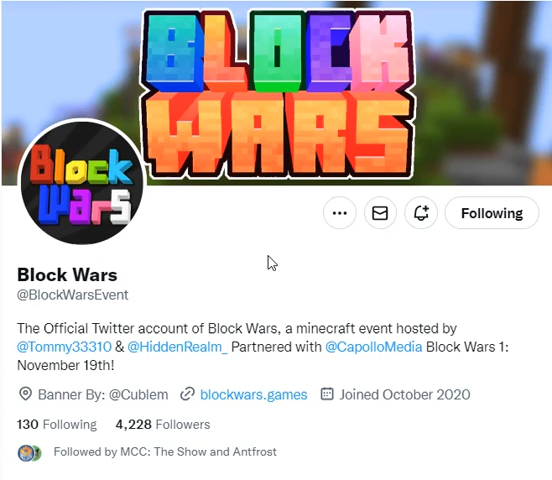 BLOCK
WARS
Block
Wars
Following
Block Wars
@BlockWarsEvent
The Official Twitter account of Block Wars, a minecraft event hosted by
@Tommy33310 & @HiddenRealm_ Partnered with @CapolloMedia Block Wars 1:
November 19th!
Banner By: @Cublem blockwars.games Joined October 2020
130 Following 4,228 Followers
Followed by MCC: The Show and Antfrost